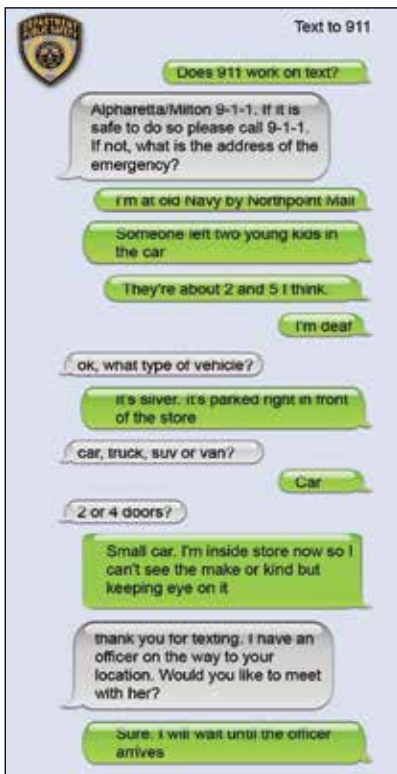 DEPARTMENT
PUBLIC SAFETY
Text to 911
Does 911 work on text?
Alpharetta/Milton 9-1-1. If it is
safe to do so please call 9-1-1.
If not, what is the address of the
emergency?
I'm at old Navy by Northpoint Mall
Someone left two young kids in
the car
They're about 2 and 5 I think.
I'm deaf
ok, what type of vehicle?
It's silver. it's parked right in front
of the store
car, truck, suv or van?
Car
2 or 4 doors?
Small car. I'm inside store now so I
can't see the make or kind but
keeping eye on it
thank you for texting. I have an
officer on the way to your
location. Would you like to meet
with her?
Sure. I will wait until the officer
arrives